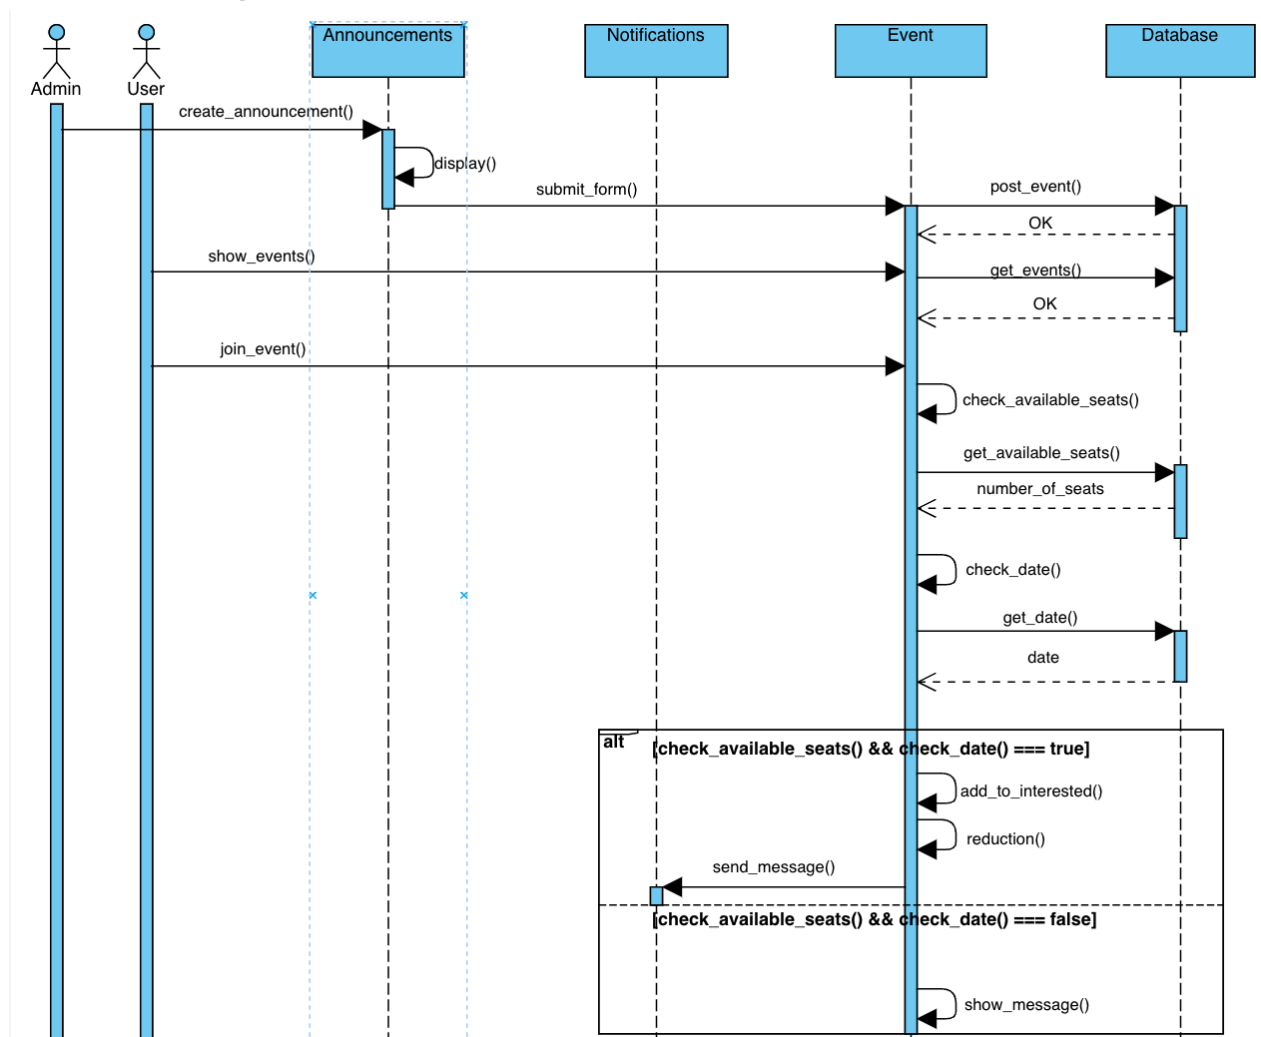 Announcements
Notifications
Event
Database
Admin
User
create_announcement()
display()
submit_form()
post_event()
OK
show_events()
get_events()
OK
join_event()
check_available_seats()
get_available_seats()
number_of_seats
check_date()
get_date()
date
alt
[check_available_seats() && check_date() === true]
add_to_interested()
reduction()
send_message()
[check_available_seats() && check_date() === false]
show_message()